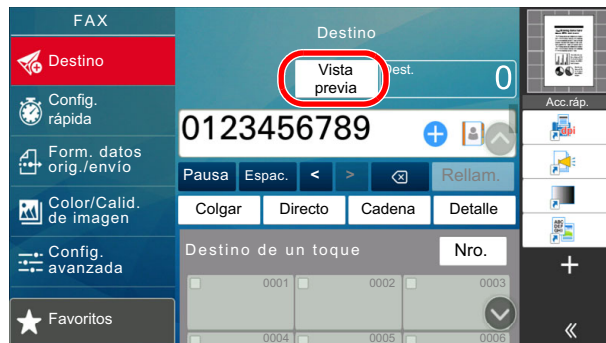 FAX
Destino
Config.
rápida
Form. datos
orig./envío
Color/Calid.
de imagen
Config.
avanzada
Favoritos
Destino
Vista
previa
Dest.
0
0123456789
Pausa
Espac.
<
>
Rellam.
Colgar
Directo
Cadena
Detalle
Destino de un toque
Nro.
0001
0002
0003
0004
0005
0006
Acc.ráp.
dpi
ABC
+
«